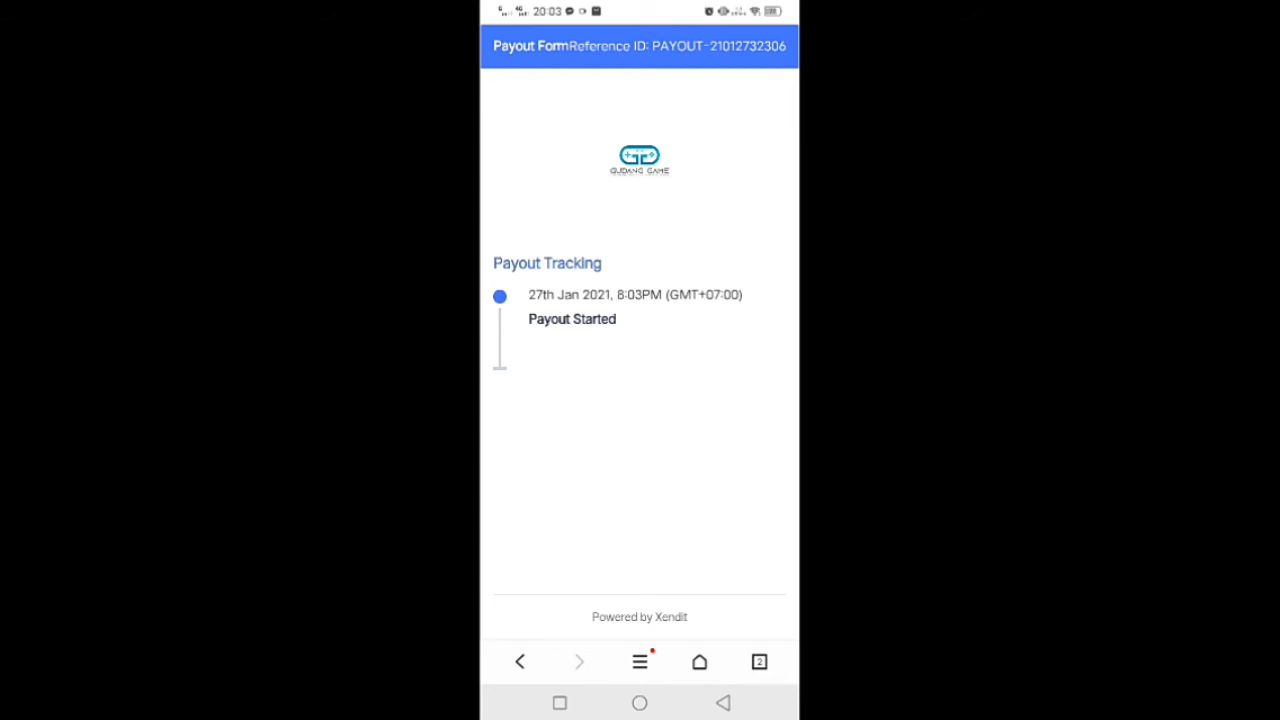 20:03
Payout Form Reference ID: PAYOUT-21012732306
GUDANG GAME
Payout Tracking
27th Jan 2021, 8:03PM (GMT+07:00)
Payout Started
Powered by Xendit
2